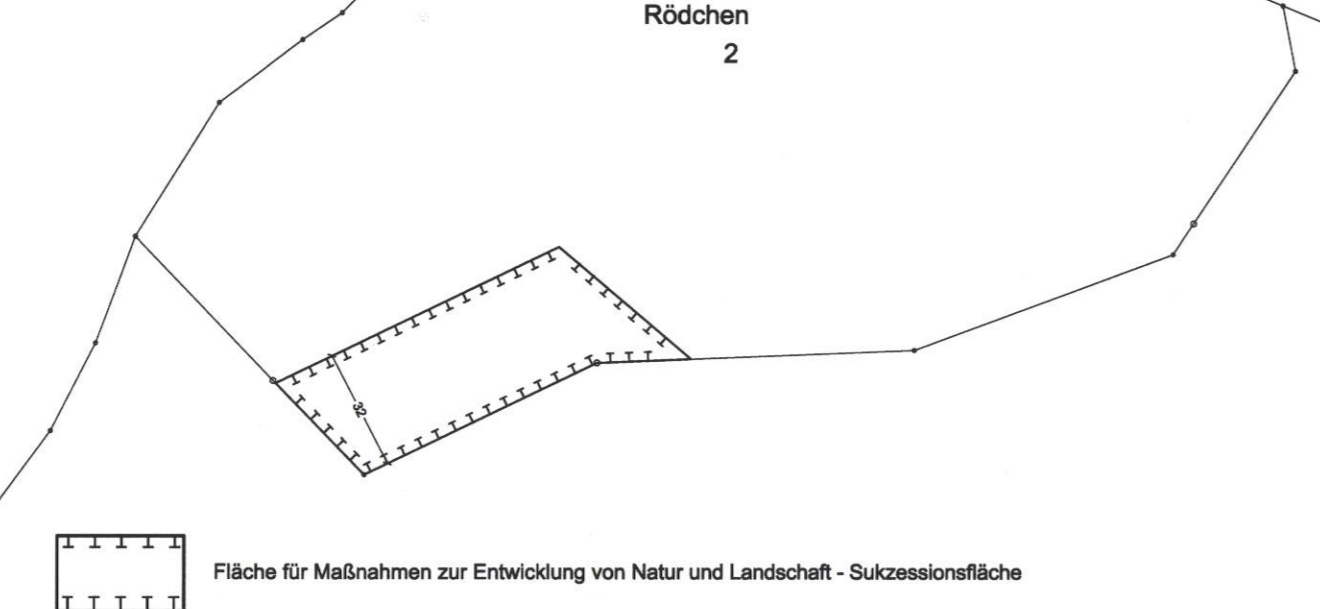 Rödchen
2
32
Fläche für Maßnahmen zur Entwicklung von Natur und Landschaft - Sukzessionsfläche